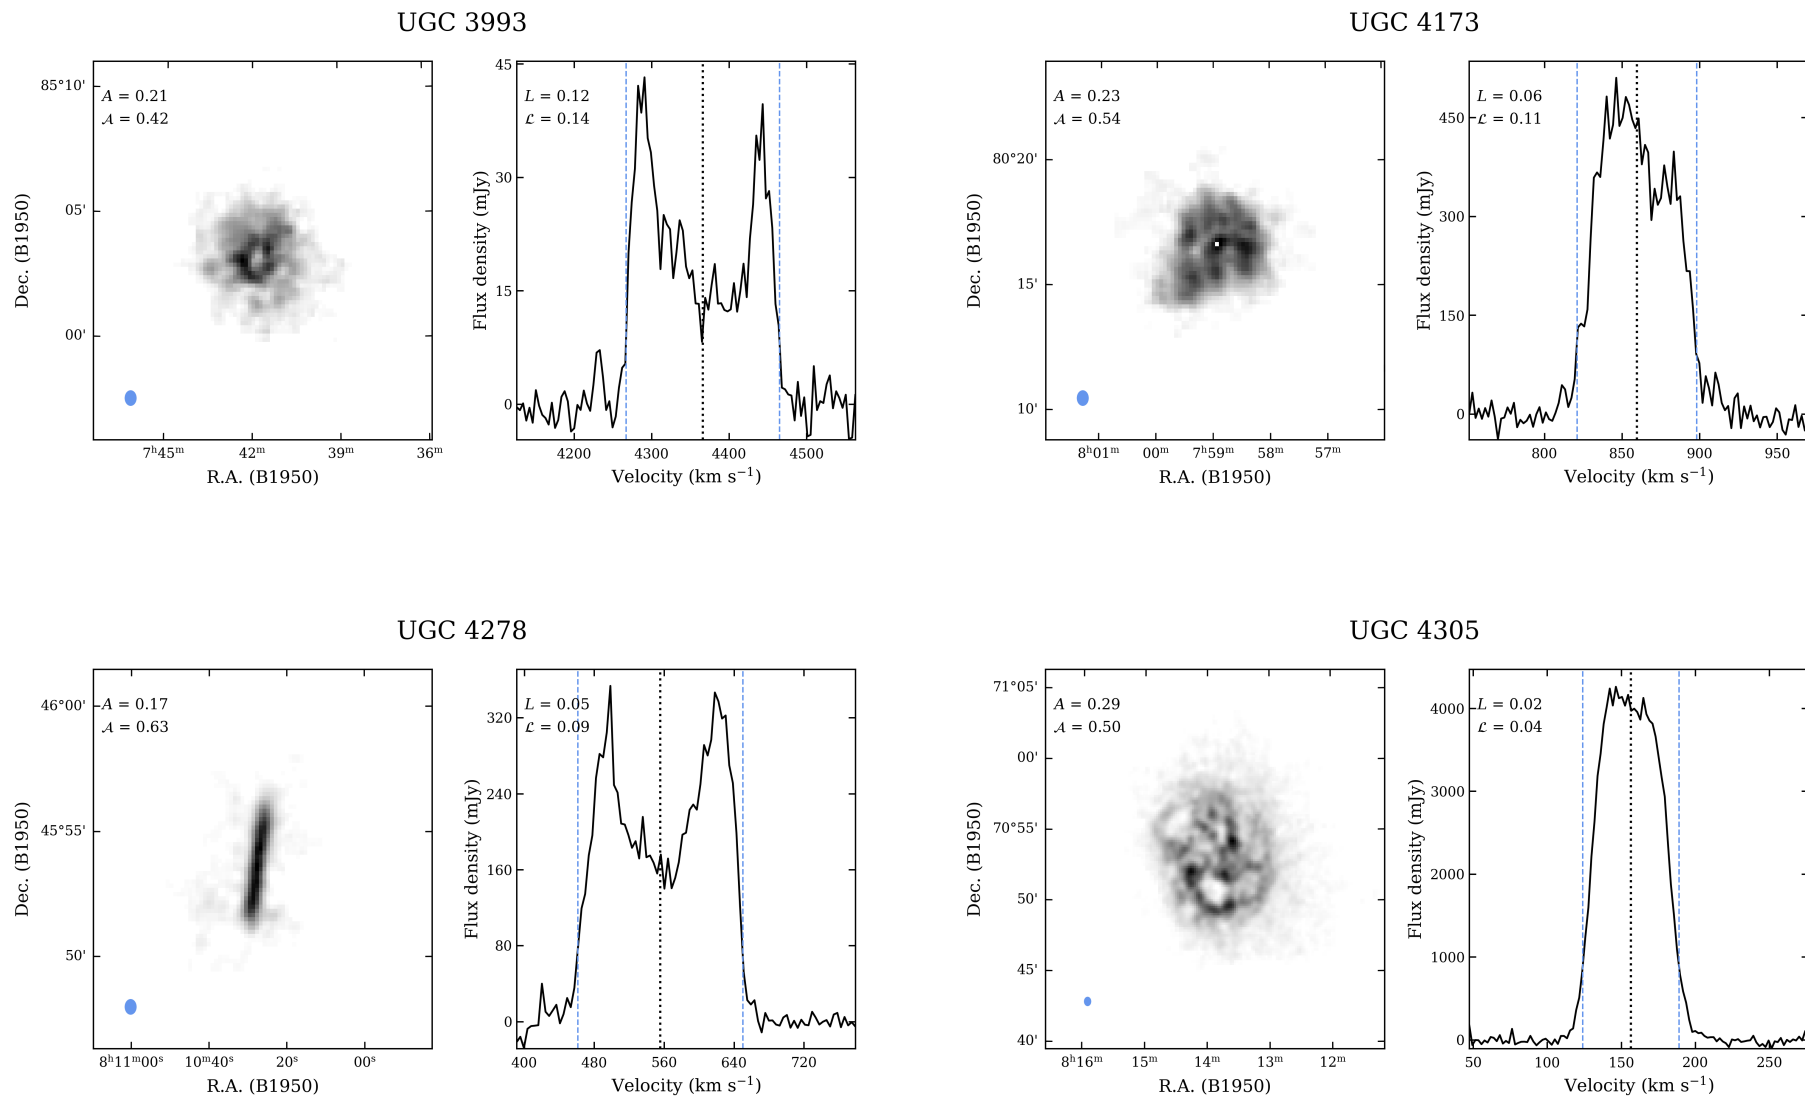 UGC 3993
85°10'
05'
00'
Dec. (B1950)
A = 0.21
𝒜 = 0.42
7ʰ45ᵐ 42ᵐ 39ᵐ 36ᵐ
R.A. (B1950)
45
30
15
0
Flux density (mJy)
L = 0.12
ℒ = 0.14
4200 4300 4400 4500
Velocity (km s⁻¹)
UGC 4173
80°20'
15'
10'
Dec. (B1950)
A = 0.23
𝒜 = 0.54
8ʰ01ᵐ 00ᵐ 7ʰ59ᵐ 58ᵐ 57ᵐ
R.A. (B1950)
450
300
150
0
Flux density (mJy)
L = 0.06
ℒ = 0.11
800 850 900 950
Velocity (km s⁻¹)
UGC 4278
46°00'
45°55'
50'
Dec. (B1950)
A = 0.17
𝒜 = 0.63
8ʰ11ᵐ00ˢ 10ᵐ40ˢ 20ˢ 00ˢ
R.A. (B1950)
320
240
160
80
0
Flux density (mJy)
L = 0.05
ℒ = 0.09
400 480 560 640 720
Velocity (km s⁻¹)
UGC 4305
71°05'
00'
70°55'
50'
45'
40'
Dec. (B1950)
A = 0.29
𝒜 = 0.50
8ʰ16ᵐ 15ᵐ 14ᵐ 13ᵐ 12ᵐ
R.A. (B1950)
4000
3000
2000
1000
0
Flux density (mJy)
L = 0.02
ℒ = 0.04
50 100 150 200 250
Velocity (km s⁻¹)